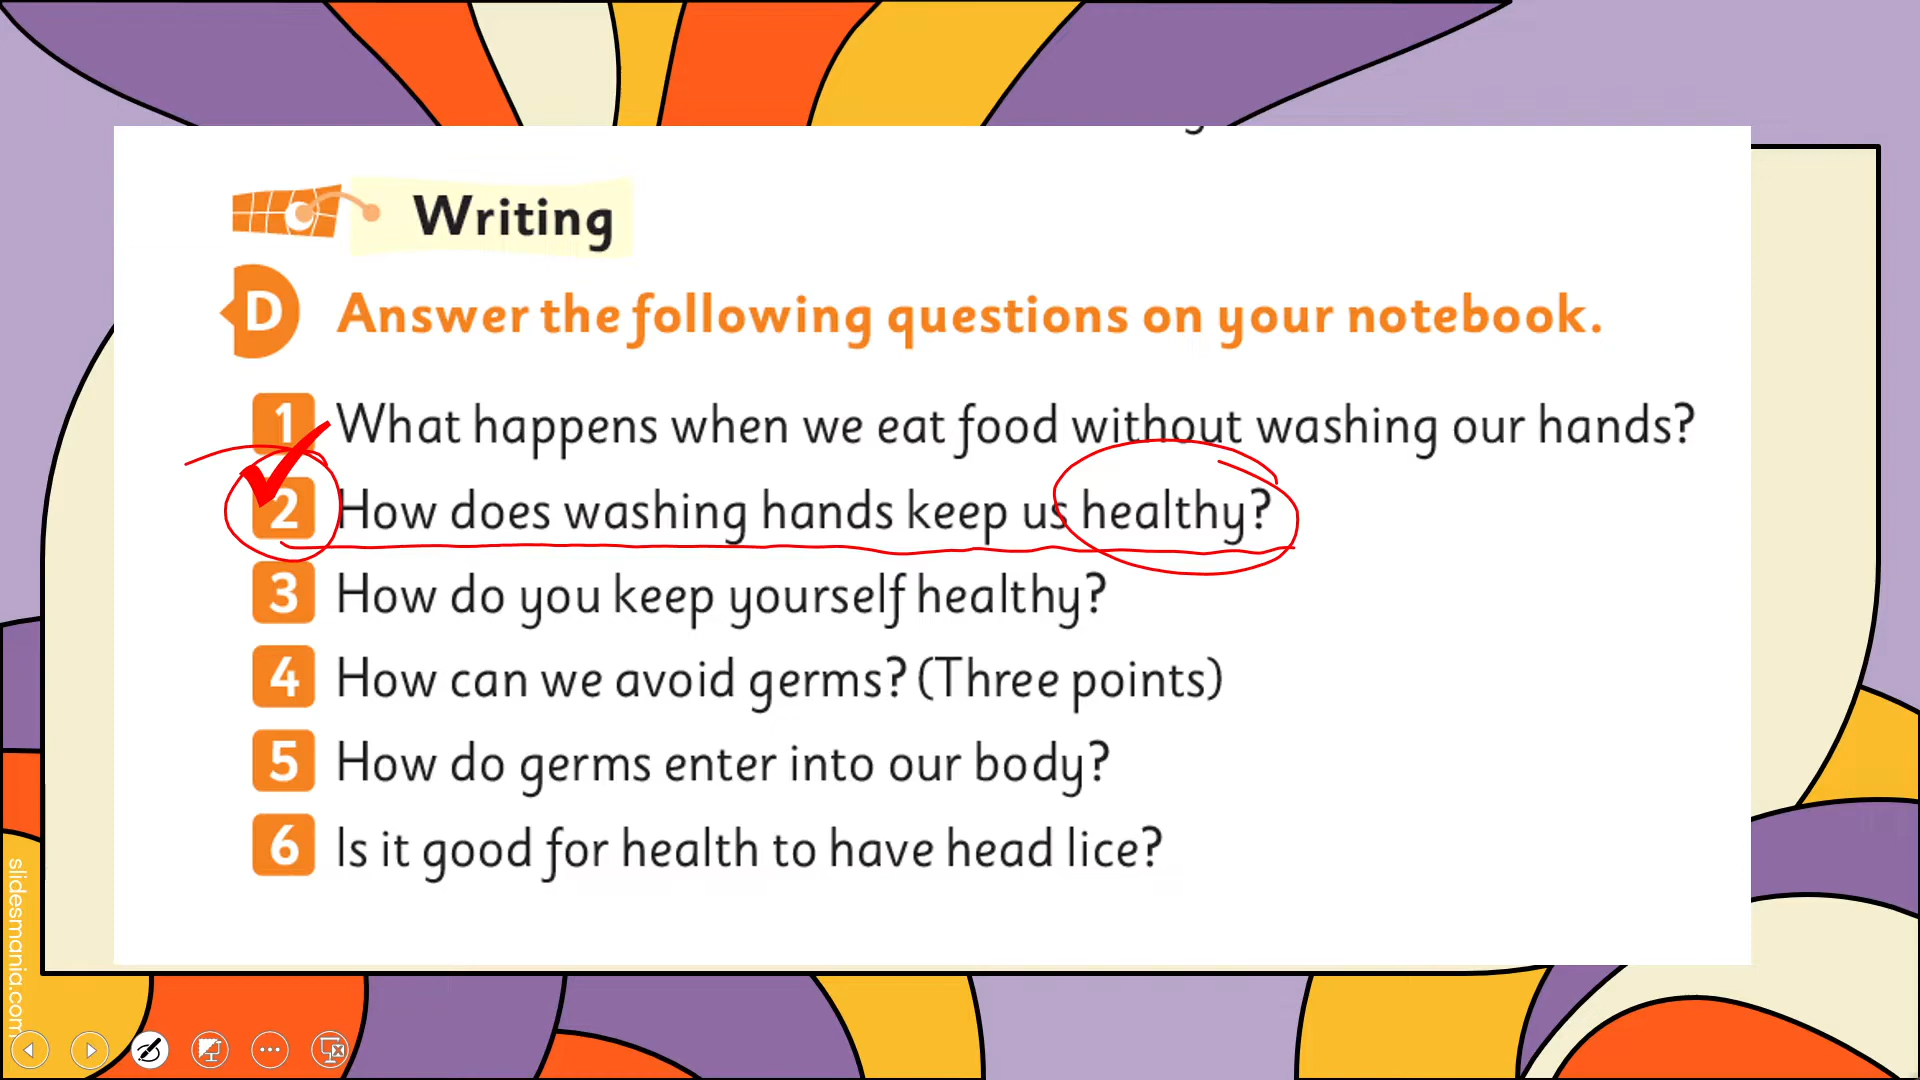 Writing
D Answer the following questions on your notebook.
1 What happens when we eat food without washing our hands?
2 How does washing hands keep us healthy?
3 How do you keep yourself healthy?
4 How can we avoid germs? (Three points)
5 How do germs enter into our body?
6 Is it good for health to have head lice?
slidesmania.com